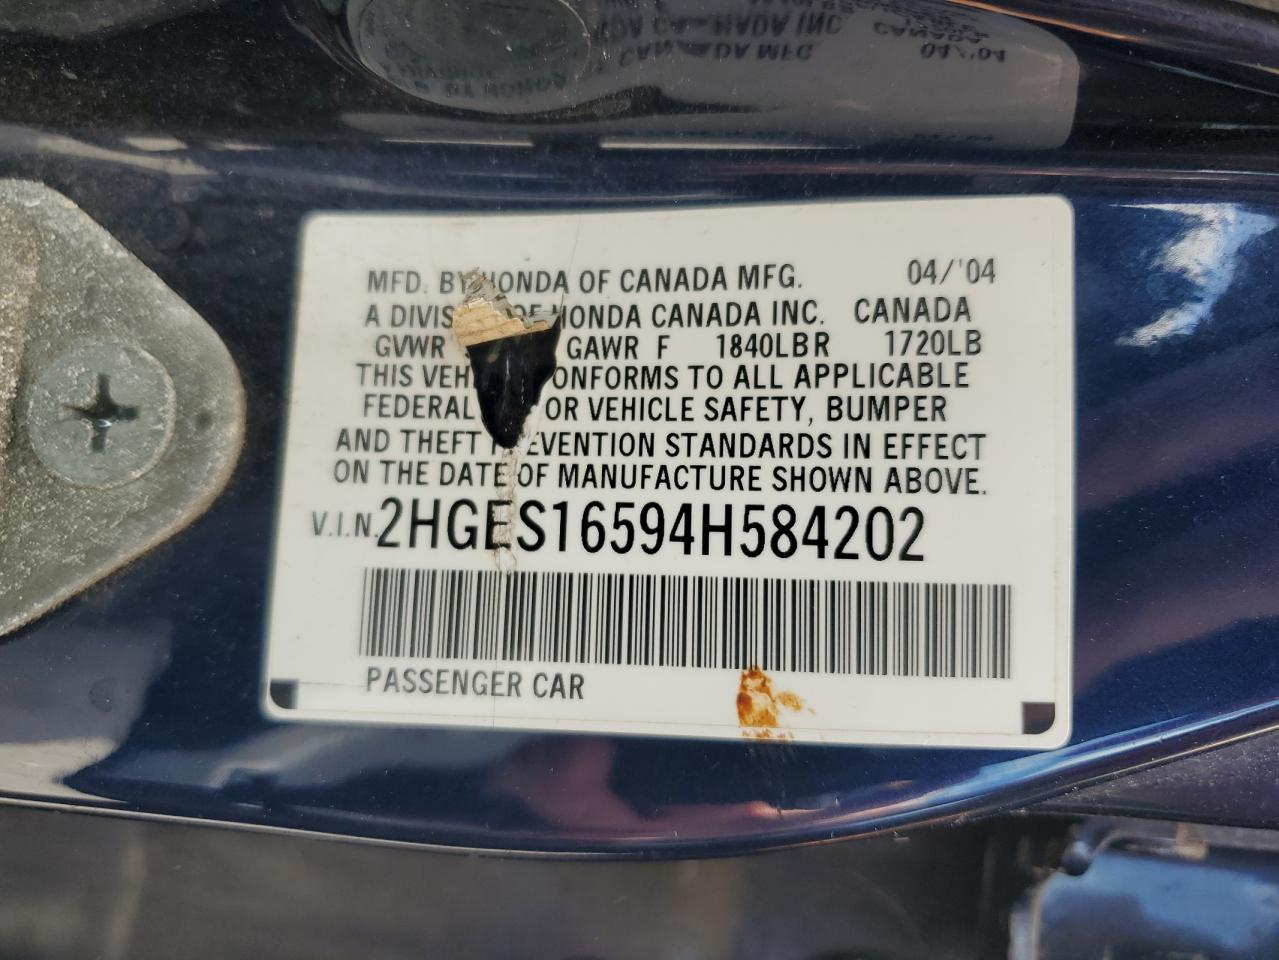 MFD. BY HONDA OF CANADA MFG. 04/'04
A DIVIS OF HONDA CANADA INC. CANADA
GVWR GAWR F 1840LB R 1720LB
THIS VEH ONFORMS TO ALL APPLICABLE
FEDERAL OR VEHICLE SAFETY, BUMPER
AND THEFT EVENTION STANDARDS IN EFFECT
ON THE DATE OF MANUFACTURE SHOWN ABOVE.
V.I.N. 2HGES16594H584202
PASSENGER CAR